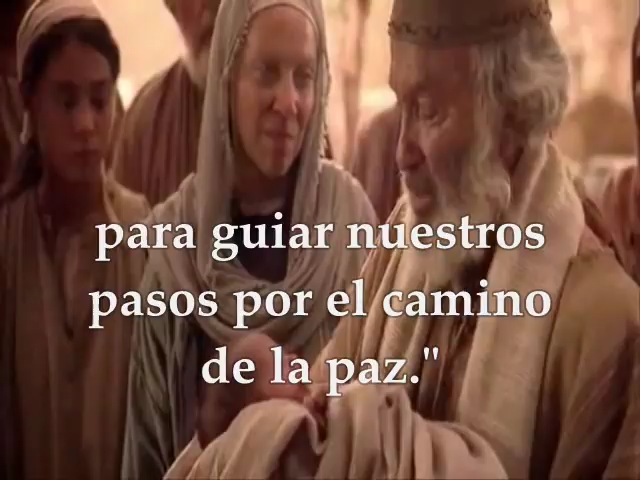 para guiar nuestros
pasos por el camino
de la paz."